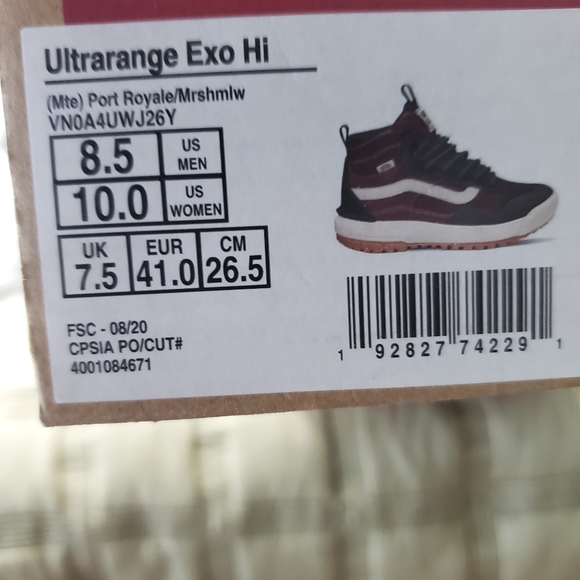 Ultrarange Exo Hi
(Mte) Port Royale/Mrshmlw
VN0A4UWJ26Y
8.5 US MEN
10.0 US WOMEN
UK 7.5 EUR 41.0 CM 26.5
FSC - 08/20
CPSIA PO/CUT#
4001084671
1 92827 74229 1